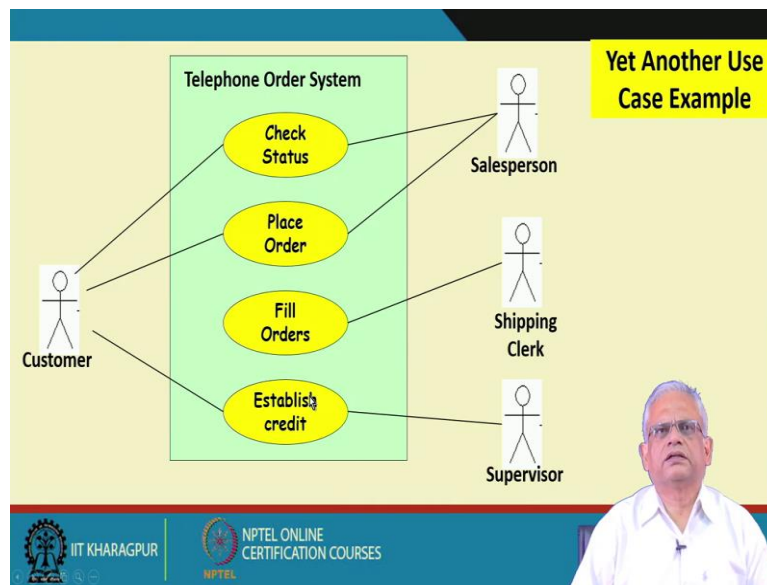 Yet Another Use
Case Example
Telephone Order System
Check
Status
Place
Order
Fill
Orders
Establish
credit
Customer
Salesperson
Shipping
Clerk
Supervisor
IIT KHARAGPUR
NPTEL
NPTEL ONLINE
CERTIFICATION COURSES